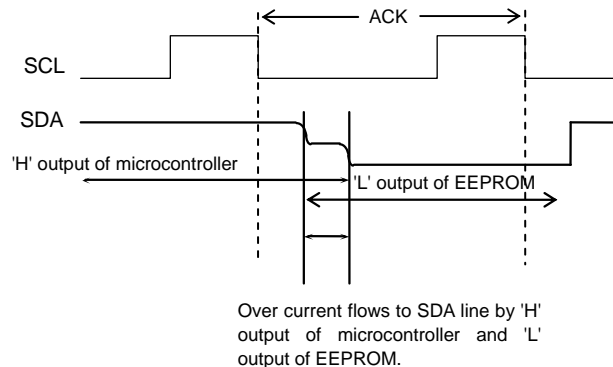 ACK
SCL
SDA
'H' output of microcontroller
'L' output of EEPROM
Over current flows to SDA line by 'H'
output of microcontroller and 'L'
output of EEPROM.